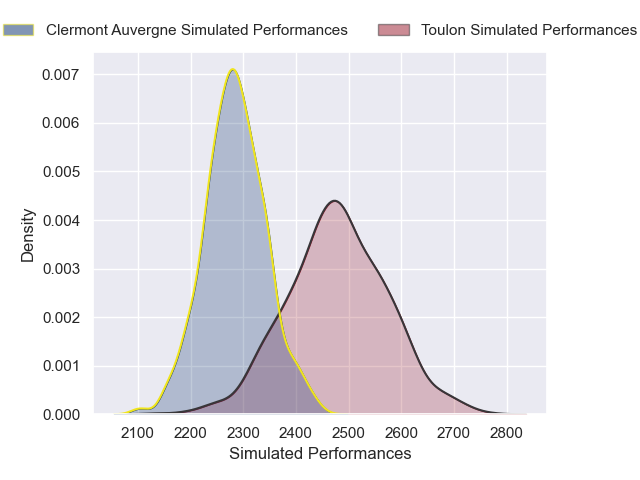 Clermont Auvergne Simulated Performances
Toulon Simulated Performances
0.007
0.006
0.005
0.004
0.003
0.002
0.001
0.000
Density
2100 2200 2300 2400 2500 2600 2700 2800
Simulated Performances